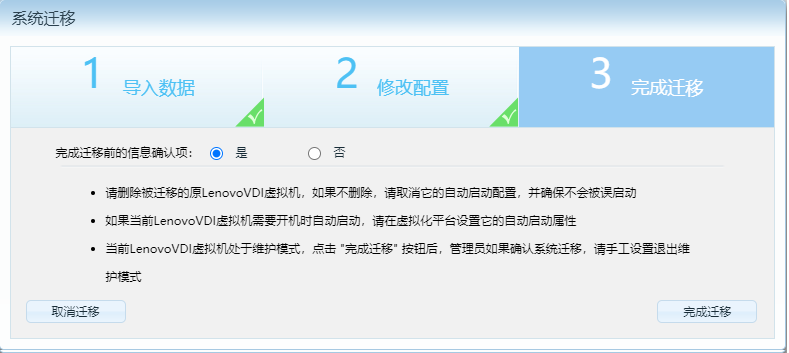 系统迁移
1 导入数据
2 修改配置
3 完成迁移
完成迁移前的信息确认项： 是 否
• 请删除被迁移的原LenovoVDI虚拟机，如果不删除，请取消它的自动启动配置，并确保不会被误启动
• 如果当前LenovoVDI虚拟机需要开机时自动启动，请在虚拟化平台设置它的自动启动属性
• 当前LenovoVDI虚拟机处于维护模式，点击 "完成迁移" 按钮后，管理员如果确认系统迁移，请手工设置退出维
护模式
取消迁移
完成迁移